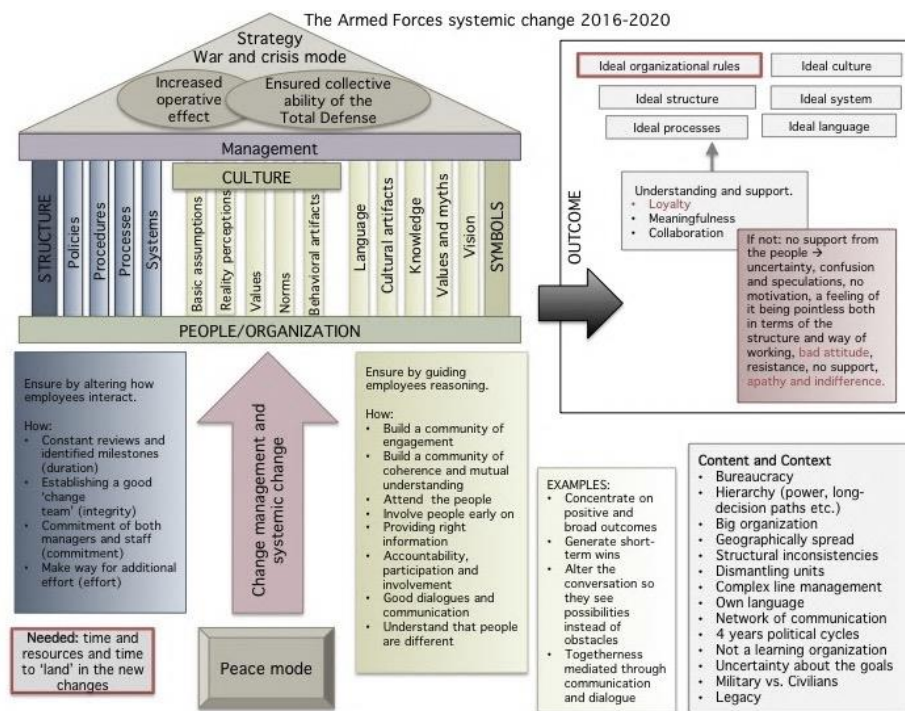 The Armed Forces systemic change 2016-2020
Strategy
War and crisis mode
Increased
operative
effect
Ensured collective
ability of the
Total Defense
Management
CULTURE
STRUCTURE
Policies
Procedures
Processes
Systems
Basic assumptions
Reality perceptions
Values
Norms
Behavioral artifacts
Language
Cultural artifacts
Knowledge
Values and myths
Vision
SYMBOLS
PEOPLE/ORGANIZATION
OUTCOME
Ideal organizational rules
Ideal culture
Ideal structure
Ideal system
Ideal processes
Ideal language
Understanding and support.
• Loyalty
• Meaningfulness
• Collaboration
If not: no support from
the people →
uncertainty, confusion
and speculations, no
motivation, a feeling of
it being pointless both
in terms of the
structure and way of
working, bad attitude,
resistance, no support,
apathy and indifference.
Ensure by altering how
employees interact.
How:
• Constant reviews and
identified milestones
(duration)
• Establishing a good
'change
team' (integrity)
• Commitment of both
managers and staff
(commitment)
• Make way for additional
effort (effort)
Needed: time and
resources and time
to 'land' in the new
changes
Change management and
systemic change
Peace mode
Ensure by guiding
employees reasoning.
How:
• Build a community of
engagement
• Build a community of
coherence and mutual
understanding
• Attend the people
• Involve people early on
• Providing right
information
• Accountability,
participation and
involvement
• Good dialogues and
communication
• Understand that people
are different
EXAMPLES:
• Concentrate on
positive and
broad outcomes
• Generate short-
term wins
• Alter the
conversation so
they see
possibilities
instead of
obstacles
• Togetherness
mediated through
communication
and dialogue
Content and Context
• Bureaucracy
• Hierarchy (power, long-
decision paths etc.)
• Big organization
• Geographically spread
• Structural inconsistencies
• Dismantling units
• Complex line management
• Own language
• Network of communication
• 4 years political cycles
• Not a learning organization
• Uncertainty about the goals
• Military vs. Civilians
• Legacy